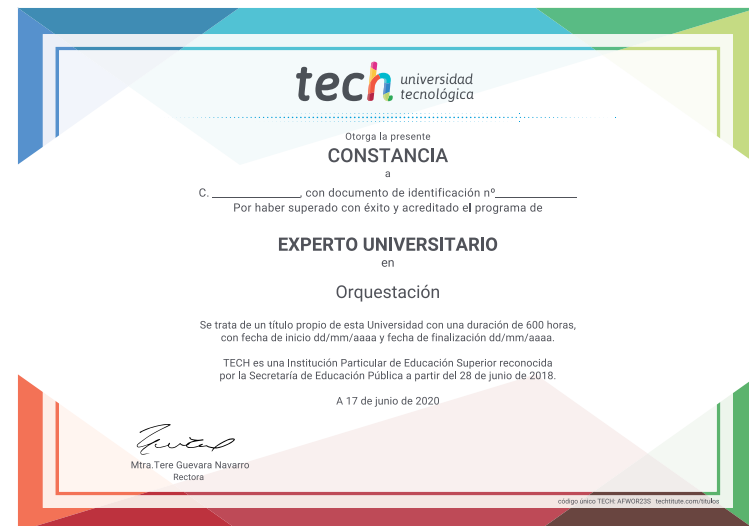 tech universidad
tecnológica
Otorga la presente
CONSTANCIA
a
C. ______________, con documento de identificación nº______________
Por haber superado con éxito y acreditado el programa de
EXPERTO UNIVERSITARIO
en
Orquestación
Se trata de un título propio de esta Universidad con una duración de 600 horas,
con fecha de inicio dd/mm/aaaa y fecha de finalización dd/mm/aaaa.
TECH es una Institución Particular de Educación Superior reconocida
por la Secretaría de Educación Pública a partir del 28 de junio de 2018.
A 17 de junio de 2020
Mtra.Tere Guevara Navarro
Rectora
código único TECH: AFWOR23S techtitute.com/titulos